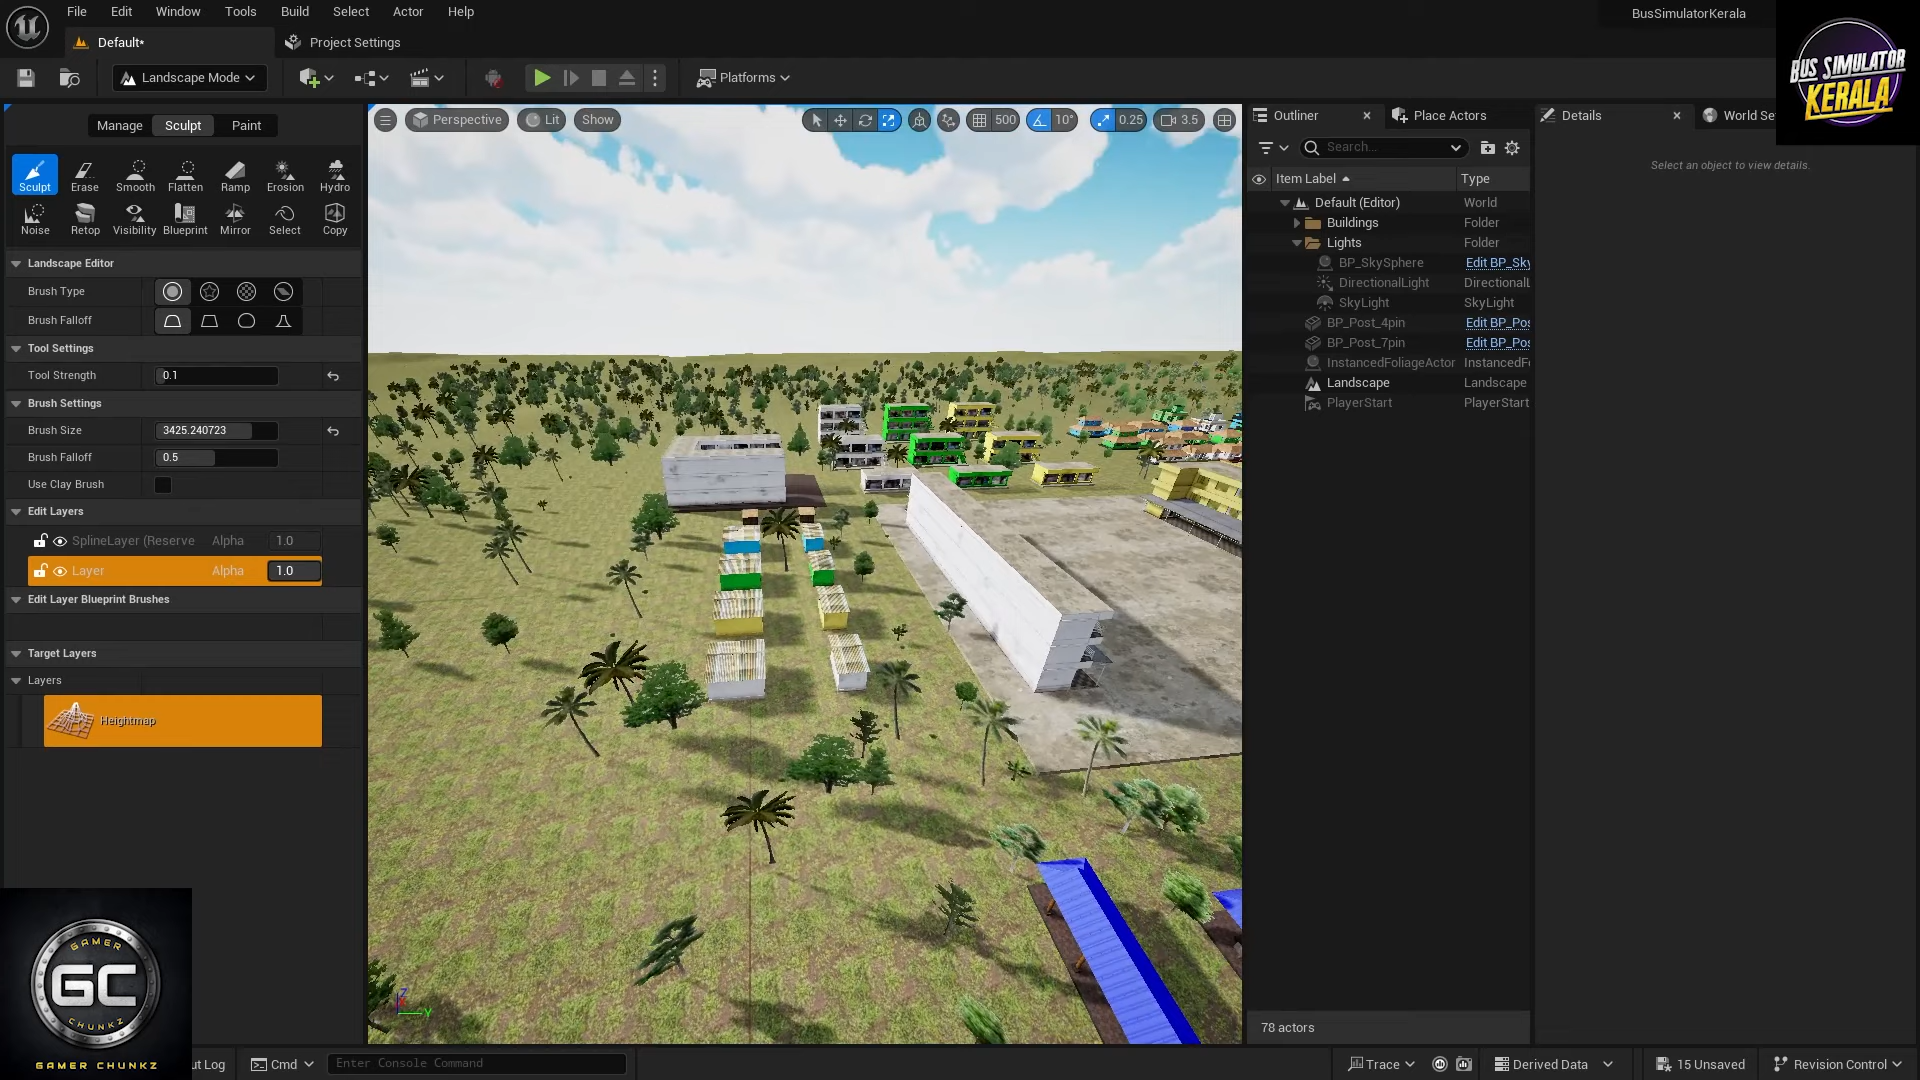 File Edit Window Tools Build Select Actor Help
BusSimulatorKerala
Default*
Project Settings
Landscape Mode
Platforms
BUS SIMULATOR
KERALA
Manage Sculpt Paint
Sculpt Erase Smooth Flatten Ramp Erosion Hydro
Noise Retop Visibility Blueprint Mirror Select Copy
Landscape Editor
Brush Type
Brush Falloff
Tool Settings
Tool Strength 0.1
Brush Settings
Brush Size 3425.240723
Brush Falloff 0.5
Use Clay Brush
Edit Layers
SplineLayer (Reserve Alpha 1.0
Layer Alpha 1.0
Edit Layer Blueprint Brushes
Target Layers
Layers
Heightmap
Perspective Lit Show
500 10° 0.25 3.5
Outliner
Place Actors
Search...
Item Label Type
Default (Editor) World
Buildings Folder
Lights Folder
BP_SkySphere Edit BP_Sky
DirectionalLight DirectionalL
SkyLight SkyLight
BP_Post_4pin Edit BP_Pos
BP_Post_7pin Edit BP_Pos
InstancedFoliageActor InstancedFo
Landscape Landscape
PlayerStart PlayerStart
78 actors
Details
World Se
Select an object to view details.
Z
X
Y
GAMER
GC
CHUNKZ
GAMER CHUNKZ
ut Log
Cmd
Enter Console Command
Trace
Derived Data
15 Unsaved
Revision Control